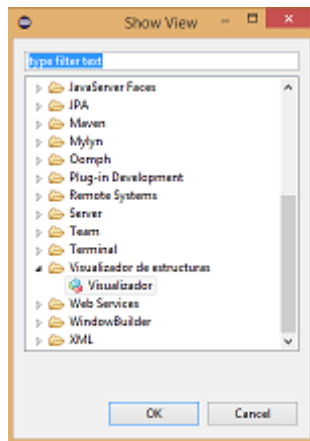 Show View
type filter text
JavaServer Faces
JPA
Maven
Mylyn
Oomph
Plug-in Development
Remote Systems
Server
Team
Terminal
Visualizador de estructuras
Visualizador
Web Services
WindowBuilder
XML
OK
Cancel